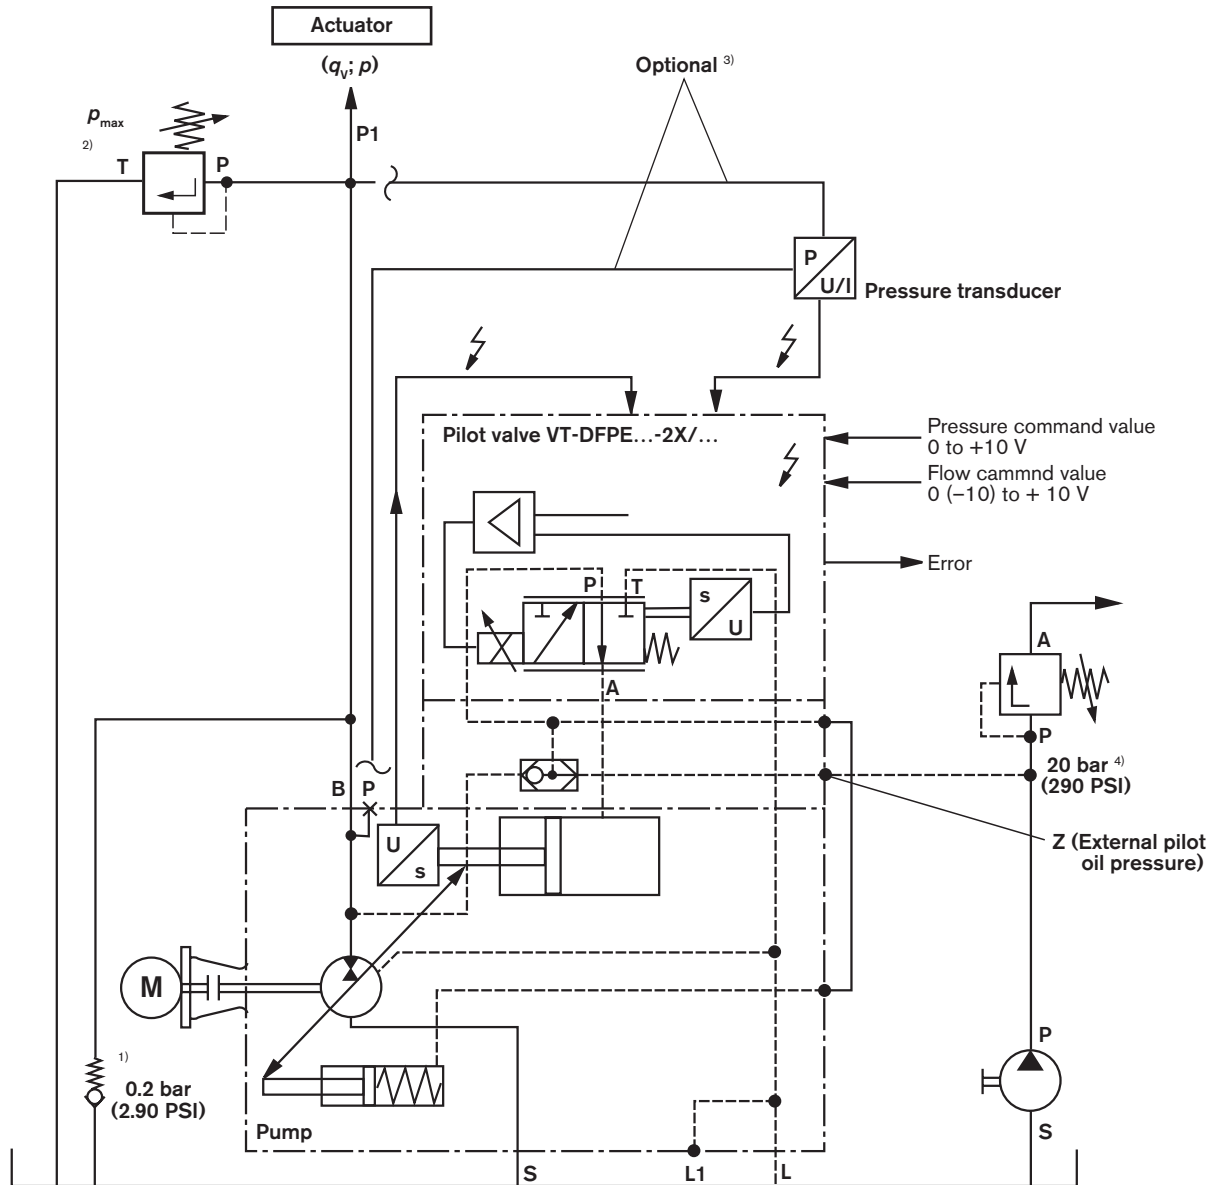 Actuator
(qv; p)
Optional 3)
pmax
2)
T
P
P1
P
U/I
Pressure transducer
Pilot valve VT-DFPE...-2X/...
Pressure command value
0 to +10 V
Flow cammnd value
0 (–10) to + 10 V
Error
P
T
s
U
A
A
P
20 bar 4)
(290 PSI)
B
P
U
s
Z (External pilot
oil pressure)
M
1)
0.2 bar
(2.90 PSI)
Pump
P
S
S
L1
L